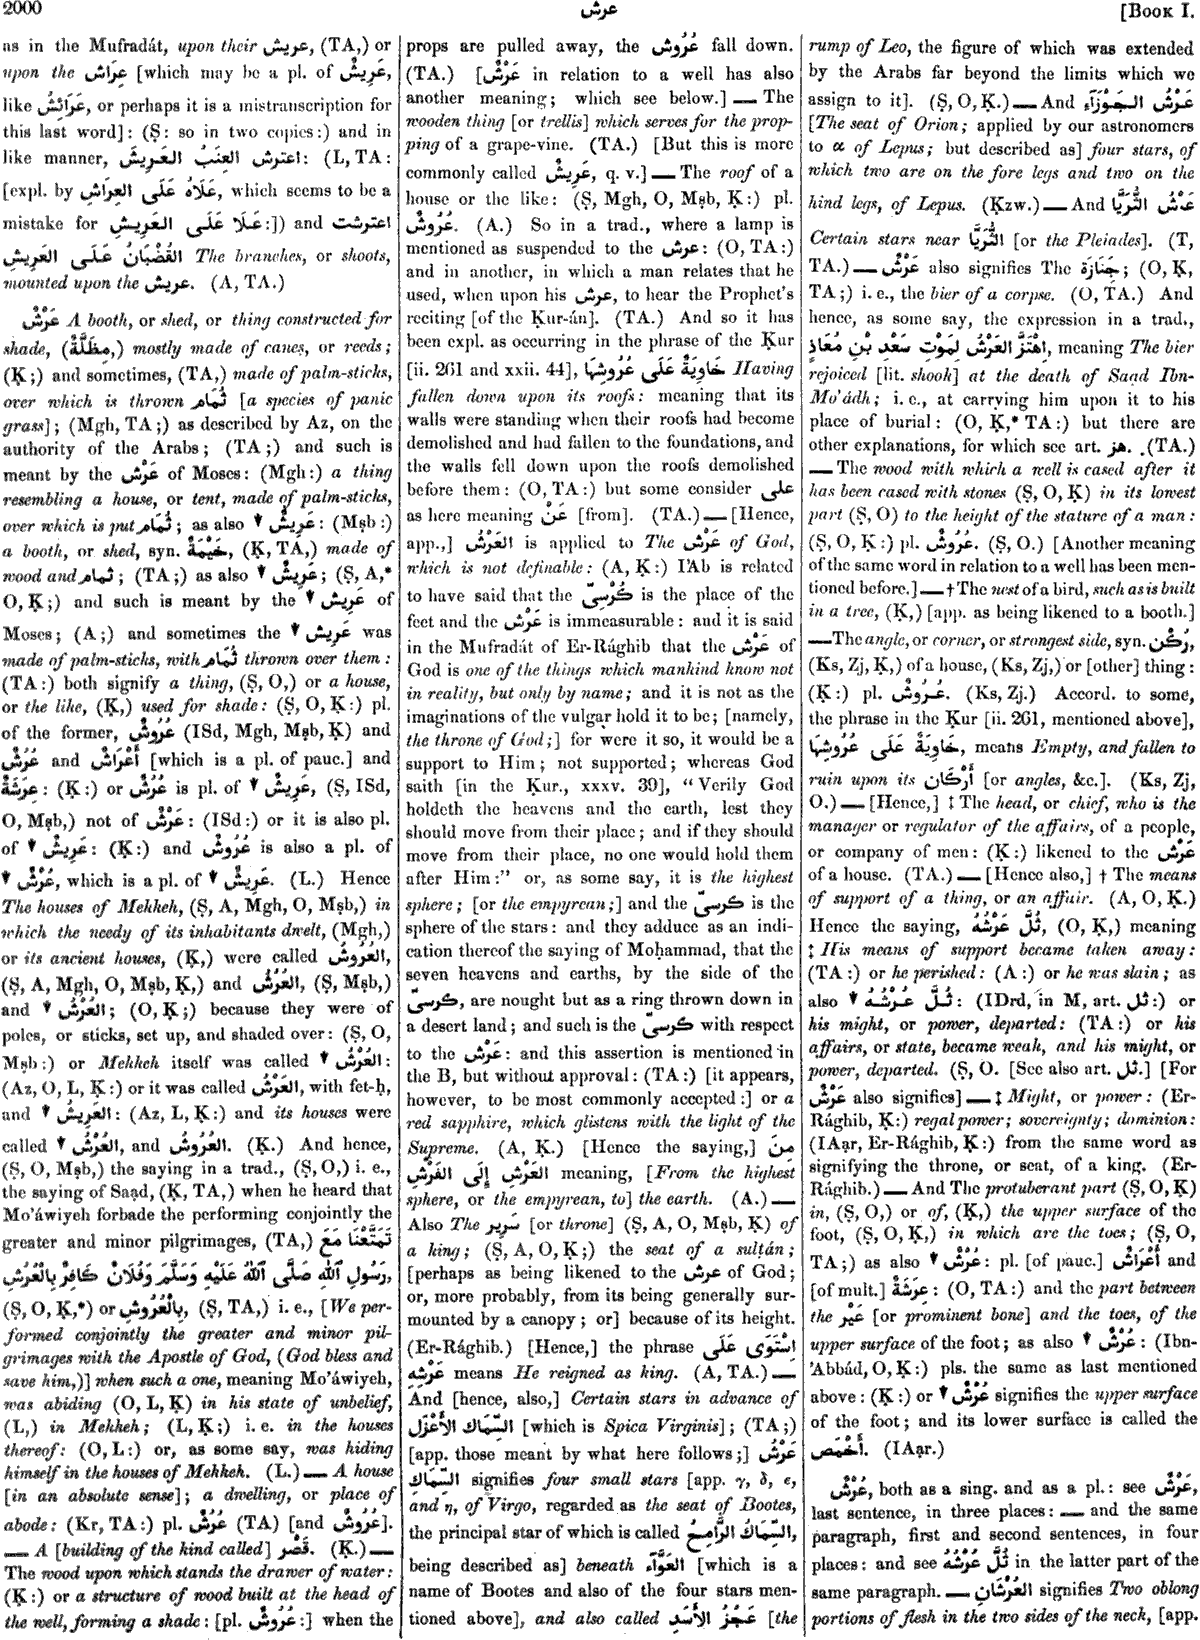 2000
عرش
[Book I.
as in the Mufradát, upon their عريش, (TA,) or
upon the عِرَاش [which may be a pl. of عَرِيشٌ,
like عَرَائِشُ, or perhaps it is a mistranscription for
this last word]: (Ṣ: so in two copies:) and in
like manner, اعترش العِنَبُ العَرِيشَ: (L, TA:
[expl. by عَلَاهُ عَلَى العِرَاشِ, which seems to be a
mistake for عَلَا عَلَى العَرِيشِ:]) and اعترشت
القُضْبَانُ عَلَى العَرِيشِ The branches, or shoots,
mounted upon the عريش. (A, TA.)
عَرْشٌ A booth, or shed, or thing constructed for
shade, (مِظَلَّةٌ,) mostly made of canes, or reeds;
(Ḳ;) and sometimes, (TA,) made of palm-sticks,
over which is thrown ثُمَام [a species of panic
grass]; (Mgh, TA;) as described by Az, on the
authority of the Arabs; (TA;) and such is
meant by the عَرْش of Moses: (Mgh:) a thing
resembling a house, or tent, made of palm-sticks,
over which is put ثُمَام; as also ▼ عَرِيشٌ: (Mṣb:)
a booth, or shed, syn. خَيْمَةٌ, (Ḳ, TA,) made of
wood and ثمام; (TA;) as also ▼ عَرِيشٌ; (Ṣ, A,*
O, Ḳ;) and such is meant by the ▼ عَرِيش of
Moses; (A;) and sometimes the ▼ عَرِيش was
made of palm-sticks, with ثُمَام thrown over them:
(TA:) both signify a thing, (Ṣ, O,) or a house,
or the like, (Ḳ,) used for shade: (Ṣ, O, Ḳ:) pl.
of the former, عُرُوشٌ (ISd, Mgh, Mṣb, Ḳ) and
عُرُشٌ and أَعْرَاشٌ [which is a pl. of pauc.] and
عِرَشَةٌ: (Ḳ:) or عُرُشٌ is pl. of ▼ عَرِيشٌ, (Ṣ, ISd,
O, Mṣb,) not of عَرْشٌ: (ISd:) or it is also pl.
of ▼ عَرِيشٌ: (Ḳ:) and عُرُوشٌ is also a pl. of
▼ عُرْشٌ, which is a pl. of ▼ عَرِيشٌ. (L.) Hence
The houses of Mekkeh, (Ṣ, A, Mgh, O, Mṣb,) in
which the needy of its inhabitants dwelt, (Mgh,)
or its ancient houses, (Ḳ,) were called العُرُوشُ,
(Ṣ, A, Mgh, O, Mṣb, Ḳ,) and العُرُشُ, (Ṣ, Mṣb,)
and ▼ العُرْشُ; (O, Ḳ;) because they were of
poles, or sticks, set up, and shaded over: (Ṣ, O,
Mṣb:) or Mekkeh itself was called ▼ العُرْشُ:
(Az, O, L, Ḳ:) or it was called العَرْشُ, with fet-ḥ,
and ▼ العَرِيشُ: (Az, L, Ḳ:) and its houses were
called ▼ العُرْشُ, and العُرُوشُ. (Ḳ.) And hence,
(Ṣ, O, Mṣb,) the saying in a trad., (Ṣ, O,) i. e.,
the saying of Saạd, (Ḳ, TA,) when he heard that
Mo'áwiyeh forbade the performing conjointly the
greater and minor pilgrimages, (TA,) تَمَتَّعْنَا مَعَ
رَسُولِ ٱللّٰهِ صَلَّى ٱللّٰهُ عَلَيْهِ وَسَلَّمَ وَفُلَانٌ كَافِرٌ بِالْعُرُشِ,
(Ṣ, O, Ḳ,*) or بِالْعُرُوشِ, (Ṣ, TA,) i. e., [We per-
formed conjointly the greater and minor pil-
grimages with the Apostle of God, (God bless and
save him,)] when such a one, meaning Mo'áwiyeh,
was abiding (O, L, Ḳ) in his state of unbelief,
(L,) in Mekkeh; (L, Ḳ;) i. e. in the houses
thereof: (O, L:) or, as some say, was hiding
himself in the houses of Mekkeh. (L.) — A house
[in an absolute sense]; a dwelling, or place of
abode: (Kr, TA:) pl. عُرُشٌ (TA) [and عُرُوشٌ].
— A [building of the kind called] قَصْر. (Ḳ.) —
The wood upon which stands the drawer of water:
(Ḳ:) or a structure of wood built at the head of
the well, forming a shade: [pl. عُرُوشٌ:] when the
props are pulled away, the عُرُوش fall down.
(TA.) [عَرْشٌ in relation to a well has also
another meaning; which see below.] — The
wooden thing [or trellis] which serves for the prop-
ping of a grape-vine. (TA.) [But this is more
commonly called عَرِيشٌ, q. v.] — The roof of a
house or the like: (Ṣ, Mgh, O, Mṣb, Ḳ:) pl.
عُرُوشٌ. (A.) So in a trad., where a lamp is
mentioned as suspended to the عرش: (O, TA:)
and in another, in which a man relates that he
used, when upon his عرش, to hear the Prophet's
reciting [of the Ḳur-án]. (TA.) And so it has
been expl. as occurring in the phrase of the Ḳur
[ii. 261 and xxii. 44], خَاوِيَةٌ عَلَى عُرُوشِهَا Having
fallen down upon its roofs: meaning that its
walls were standing when their roofs had become
demolished and had fallen to the foundations, and
the walls fell down upon the roofs demolished
before them: (O, TA:) but some consider على
as here meaning عَنْ [from]. (TA.) — [Hence,
app.,] العَرْشُ is applied to The عَرْش of God,
which is not definable: (A, Ḳ:) I'Ab is related
to have said that the كُرْسِىّ is the place of the
feet and the عَرْش is immeasurable: and it is said
in the Mufradát of Er-Rághib that the عَرْش of
God is one of the things which mankind know not
in reality, but only by name; and it is not as the
imaginations of the vulgar hold it to be; [namely,
the throne of God;] for were it so, it would be a
support to Him; not supported; whereas God
saith [in the Ḳur., xxxv. 39], "Verily God
holdeth the heavens and the earth, lest they
should move from their place; and if they should
move from their place, no one would hold them
after Him:" or, as some say, it is the highest
sphere; [or the empyrean;] and the كرسىّ is the
sphere of the stars: and they adduce as an indi-
cation thereof the saying of Moḥammad, that the
seven heavens and earths, by the side of the
كرسىّ, are nought but as a ring thrown down in
a desert land; and such is the كرسىّ with respect
to the عَرْش: and this assertion is mentioned in
the B, but without approval: (TA:) [it appears,
however, to be most commonly accepted:] or a
red sapphire, which glistens with the light of the
Supreme. (A, Ḳ.) [Hence the saying,] مِنَ
العَرْشِ إِلَى الفَرْشِ meaning, [From the highest
sphere, or the empyrean, to] the earth. (A.) —
Also The سَرِير [or throne] (Ṣ, A, O, Mṣb, Ḳ) of
a king; (Ṣ, A, O, Ḳ;) the seat of a sulṭán;
[perhaps as being likened to the عرش of God;
or, more probably, from its being generally sur-
mounted by a canopy; or] because of its height.
(Er-Rághib.) [Hence,] the phrase اِسْتَوَى عَلَى
عَرْشِهِ means He reigned as king. (A, TA.) —
And [hence, also,] Certain stars in advance of
السِّمَاك الأَعْزَل [which is Spica Virginis]; (TA;)
[app. those meant by what here follows;] عَرْشُ
السِّمَاكِ signifies four small stars [app. γ, δ, ε,
and η, of Virgo, regarded as the seat of Bootes,
the principal star of which is called السِّمَاكُ الرَّامِحُ,
being described as] beneath العَوَّآء [which is a
name of Bootes and also of the four stars men-
tioned above], and also called عَجُزُ الأَسَدِ [the
rump of Leo, the figure of which was extended
by the Arabs far beyond the limits which we
assign to it]. (Ṣ, O, Ḳ.) — And عَرْشُ الجَوْزَآءِ
[The seat of Orion; applied by our astronomers
to α of Lepus; but described as] four stars, of
which two are on the fore legs and two on the
hind legs, of Lepus. (Ḳzw.) — And عَرْشُ الثُّرَيَّا
Certain stars near الثُّرَيَّا [or the Pleiades]. (T,
TA.) — عَرْشٌ also signifies The جَنَازَة; (O, Ḳ,
TA;) i. e., the bier of a corpse. (O, TA.) And
hence, as some say, the expression in a trad.,
اِهْتَزَّ العَرْشُ لِمَوْتِ سَعْدِ بْنِ مُعَاذٍ, meaning The bier
rejoiced [lit. shook] at the death of Saạd Ibn-
Mo'ádh; i. e., at carrying him upon it to his
place of burial: (O, Ḳ,* TA:) but there are
other explanations, for which see art. هز. (TA.)
— The wood with which a well is cased after it
has been cased with stones (Ṣ, O, Ḳ) in its lowest
part (Ṣ, O) to the height of the stature of a man:
(Ṣ, O, Ḳ:) pl. عُرُوشٌ. (Ṣ, O.) [Another meaning
of the same word in relation to a well has been men-
tioned before.] — † The nest of a bird, such as is built
in a tree, (Ḳ,) [app. as being likened to a booth.]
— The angle, or corner, or strongest side, syn. رُكْن,
(Ks, Zj, Ḳ,) of a house, (Ks, Zj,) or [other] thing:
(Ḳ:) pl. عُرُوشٌ. (Ks, Zj.) Accord. to some,
the phrase in the Ḳur [ii. 261, mentioned above],
خَاوِيَةٌ عَلَى عُرُوشِهَا, means Empty, and fallen to
ruin upon its أَرْكَان [or angles, &c.]. (Ks, Zj,
O.) — [Hence,] ‡ The head, or chief, who is the
manager or regulator of the affairs, of a people,
or company of men: (Ḳ:) likened to the عَرْش
of a house. (TA.) — [Hence also,] † The means
of support of a thing, or an affair. (A, O, Ḳ.)
Hence the saying, ثُلَّ عَرْشُهُ, (O, Ḳ,) meaning
‡ His means of support became taken away:
(TA:) or he perished: (A:) or he was slain; as
also ▼ ثُلَّ عُرْشُهُ: (IDrd, in M, art. ثل:) or
his might, or power, departed: (TA:) or his
affairs, or state, became weak, and his might, or
power, departed. (Ṣ, O. [See also art. ثل.] [For
عَرْشٌ also signifies] — ‡ Might, or power: (Er-
Rághib, Ḳ:) regal power; sovereignty; dominion:
(IAạr, Er-Rághib, Ḳ:) from the same word as
signifying the throne, or seat, of a king. (Er-
Rághib.) — And The protuberant part (Ṣ, O, Ḳ)
in, (Ṣ, O,) or of, (Ḳ,) the upper surface of the
foot, (Ṣ, O, Ḳ,) in which are the toes; (Ṣ, O,
TA;) as also ▼ عُرْشٌ: pl. [of pauc.] أَعْرَاشٌ and
[of mult.] عِرَشَةٌ: (O, TA:) and the part between
the عَيْر [or prominent bone] and the toes, of the
upper surface of the foot; as also ▼ عُرْشٌ: (Ibn-
'Abbád, O, Ḳ:) pls. the same as last mentioned
above: (Ḳ:) or ▼ عُرْشٌ signifies the upper surface
of the foot; and its lower surface is called the
أَخْمَص. (IAạr.)
عُرْشٌ, both as a sing. and as a pl.: see عَرْشٌ,
last sentence, in three places: — and the same
paragraph, first and second sentences, in four
places: and see ثُلَّ عَرْشُهُ in the latter part of the
same paragraph. — العُرْشَانِ signifies Two oblong
portions of flesh in the two sides of the neck, [app.